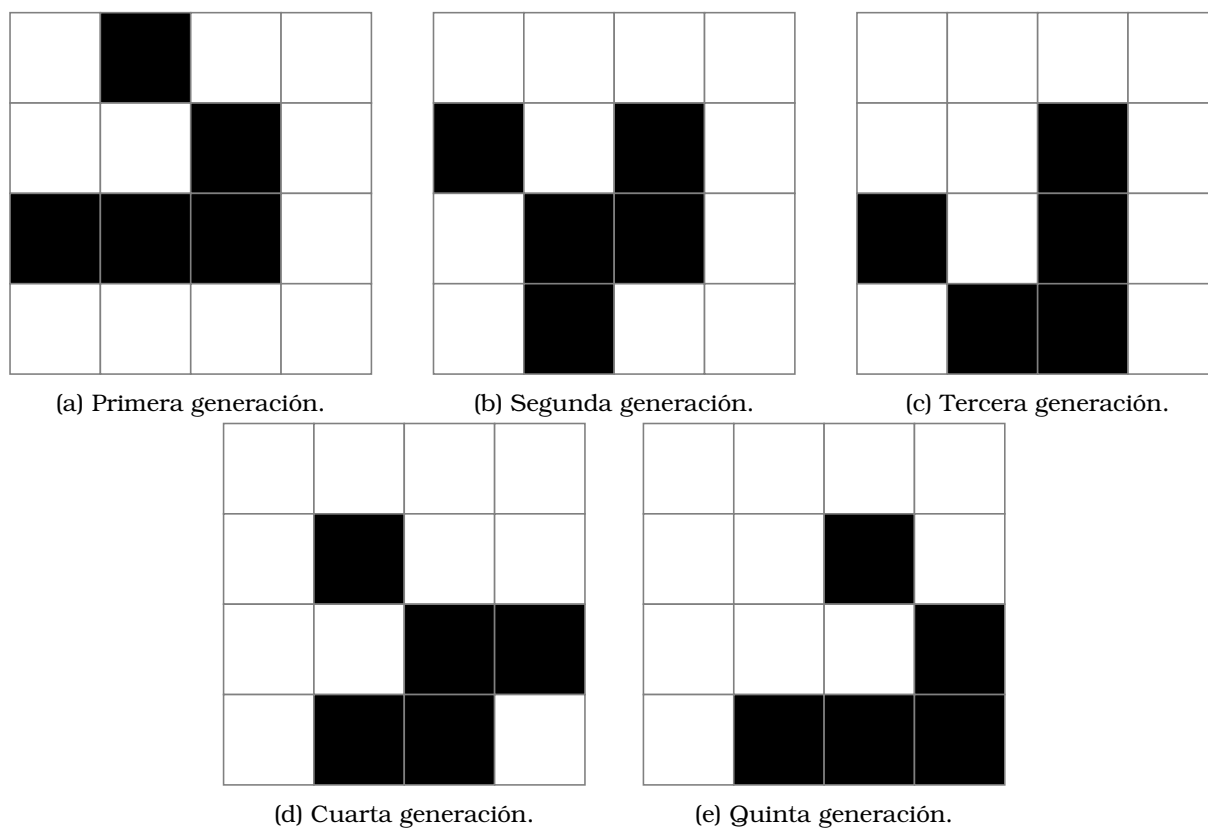 (a) Primera generación.
(b) Segunda generación.
(c) Tercera generación.
(d) Cuarta generación.
(e) Quinta generación.